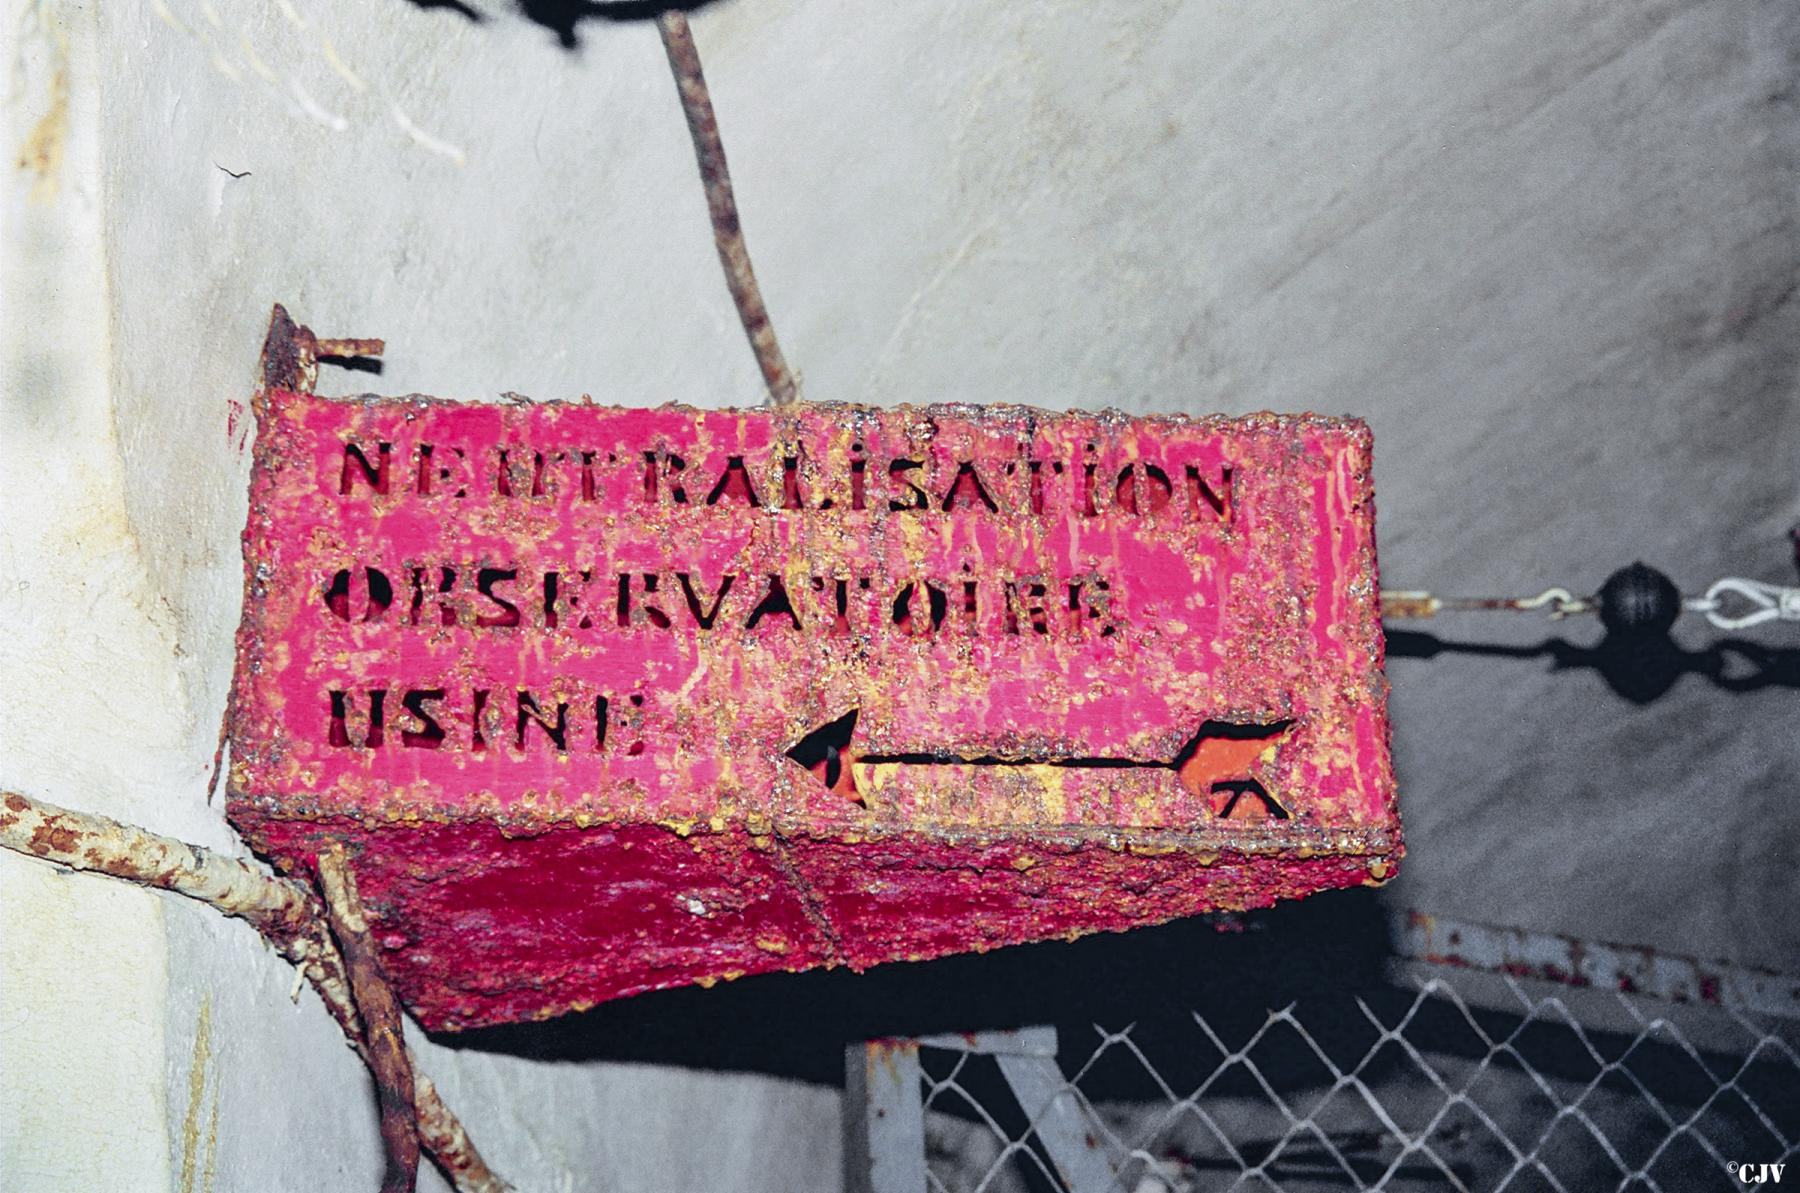 NEUTRALiSATiON
OBSERVATOiRE
USINE
©CJV